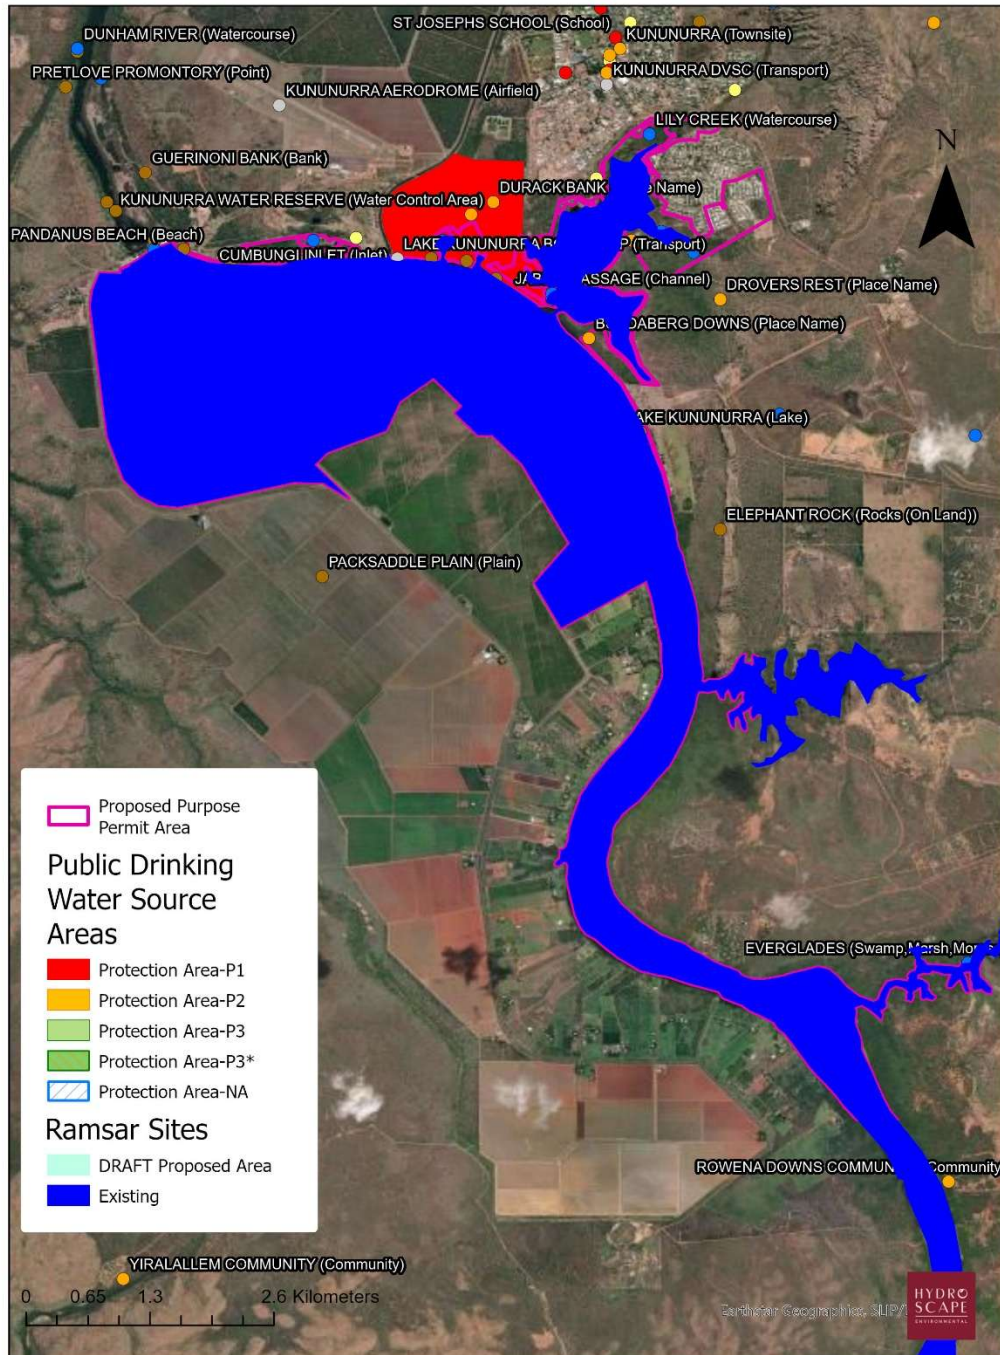 ST JOSEPHS SCHOOL (School)
DUNHAM RIVER (Watercourse)
KUNUNURRA (Townsite)
PRETLOVE PROMONTORY (Point)
KUNUNURRA DVSC (Transport)
KUNUNURRA AERODROME (Airfield)
LILY CREEK (Watercourse)
N
GUERINONI BANK (Bank)
DURACK BANK Name)
KUNUNURRA WATER RESERVE (Water Control Area)
PANDANUS BEACH (Beach)
LAKE KUNUNURRA (Transport)
CUMBUNGI INLET (Inlet)
ASSAGE (Channel)
DROVERS REST (Place Name)
DABERG DOWNS (Place Name)
AKE KUNUNURRA (Lake)
ELEPHANT ROCK (Rocks (On Land))
PACKSADDLE PLAIN (Plain)
Proposed Purpose
Permit Area
Public Drinking
Water Source
Areas
Protection Area-P1
Protection Area-P2
Protection Area-P3
Protection Area-P3*
Protection Area-NA
Ramsar Sites
DRAFT Proposed Area
Existing
EVERGLADES (Swamp,Marsh,
ROWENA DOWNS Community
YIRALALLEM COMMUNITY (Community)
0 0.65 1.3 2.6 Kilometers
Earthstar Geographics, SLIP/
HYDRO
SCAPE
ENVIRONMENTAL